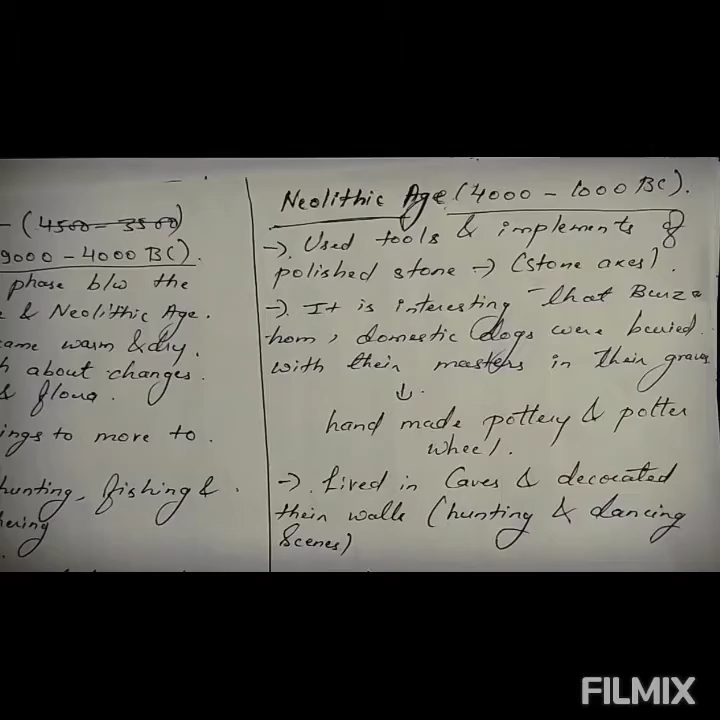 – (4500 – 3500)
9000 – 4000 BC).
phase b/w the
& Neolithic Age.
came warm & dry.
about changes
& flora.
ings to more to
hunting, fishing &
hering
Neolithic Age (4000 – 1000 BC).
→ Used tools & implements of
polished stone → (Stone axes).
→ It is interesting that Burza
hom, domestic dogs were buried
with their masters in their graves
↓
hand made pottery & potter
wheel.
→ Lived in Caves & decorated
their walls (hunting & dancing
Scenes)
FILMIX